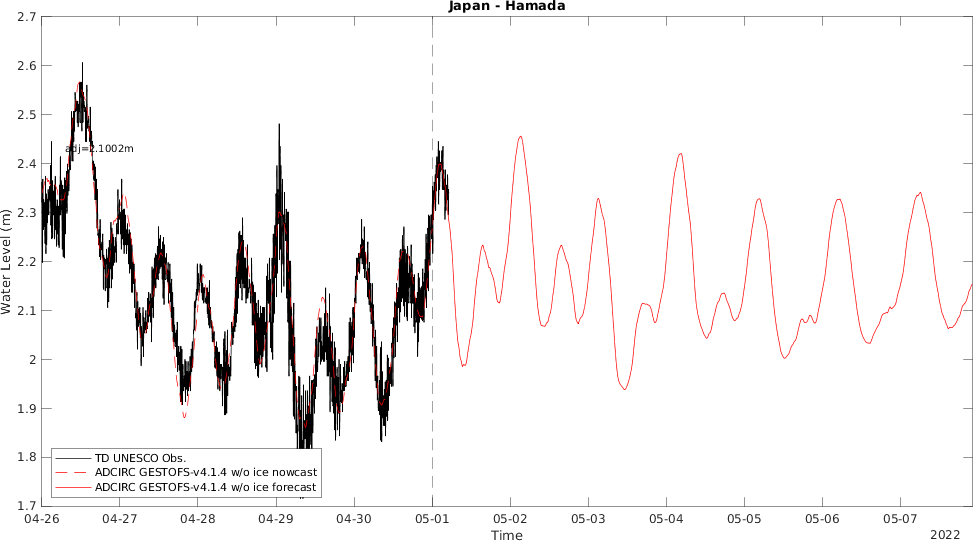 Japan - Hamada
2.7
2.6
2.5
2.4
2.3
2.2
2.1
2
1.9
1.8
1.7
Water Level (m)
adj=2.1002m
TD UNESCO Obs.
ADCIRC GESTOFS-v4.1.4 w/o ice nowcast
ADCIRC GESTOFS-v4.1.4 w/o ice forecast
04-26 04-27 04-28 04-29 04-30 05-01 05-02 05-03 05-04 05-05 05-06 05-07
Time
2022